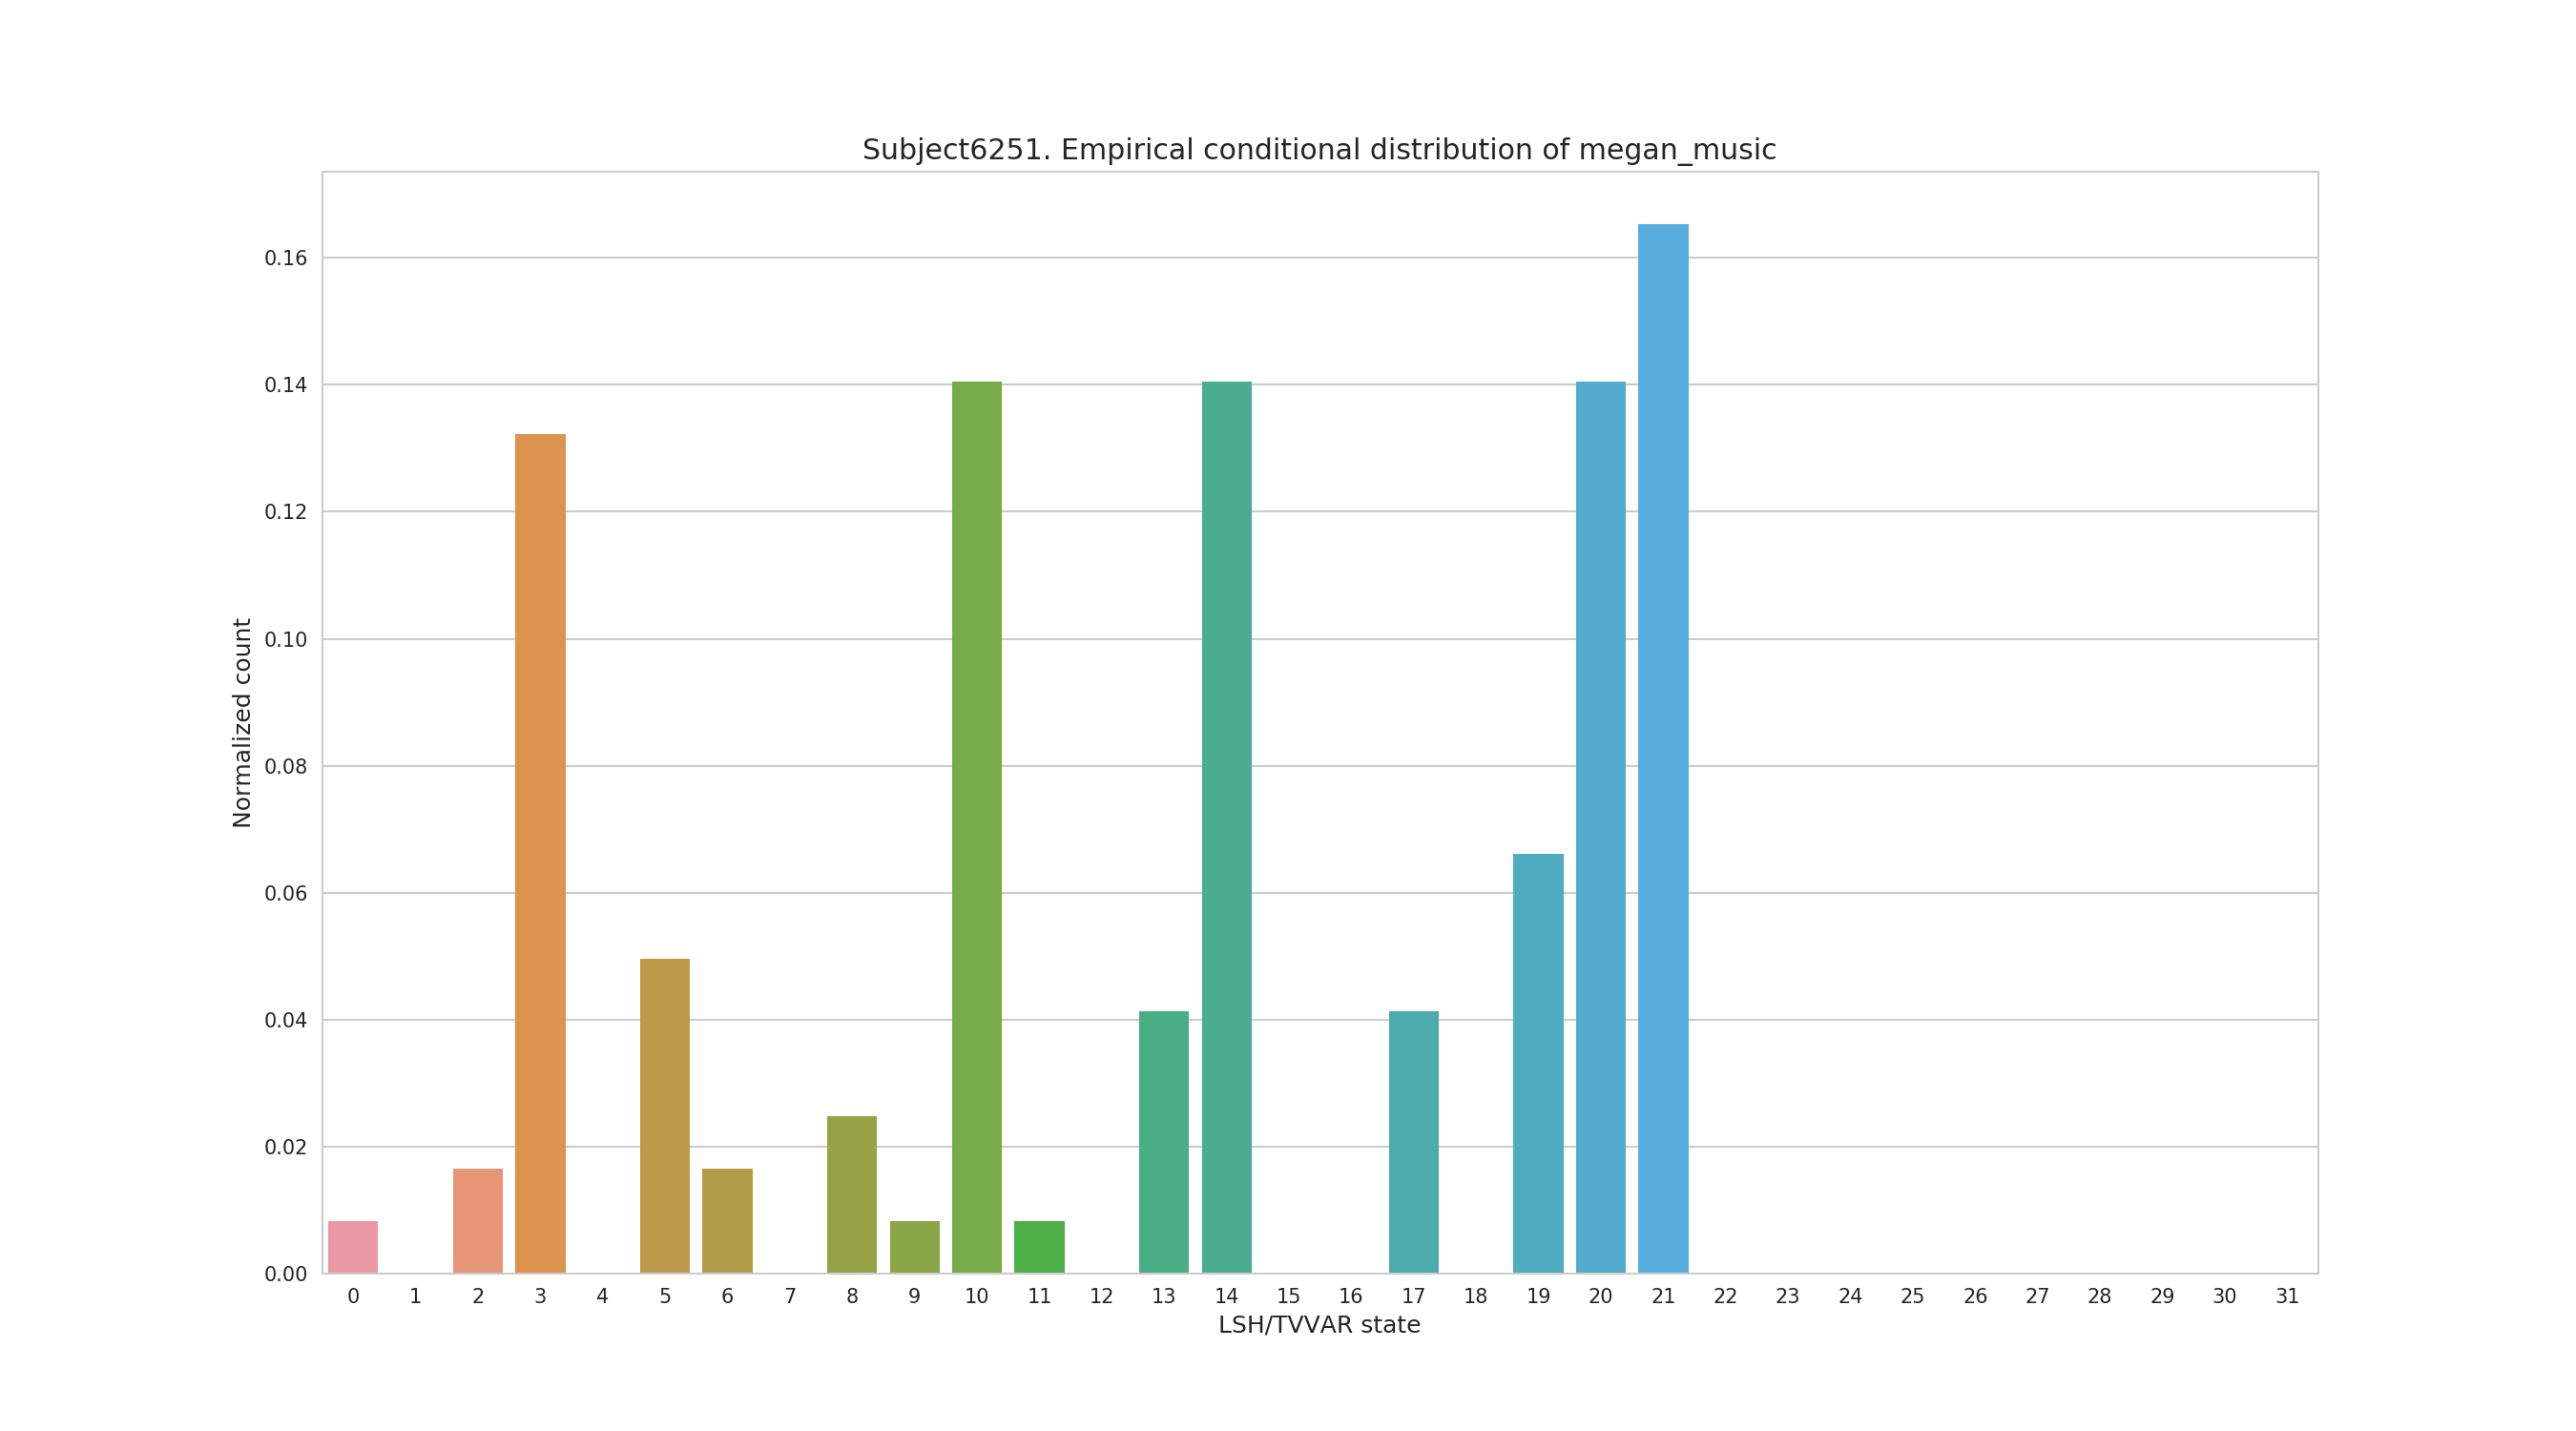 Subject6251. Empirical conditional distribution of megan_music
0.16
0.14
0.12
0.10
0.08
0.06
0.04
0.02
0.00
Normalized count
0 1 2 3 4 5 6 7 8 9 10 11 12 13 14 15 16 17 18 19 20 21 22 23 24 25 26 27 28 29 30 31
LSH/TVVAR state